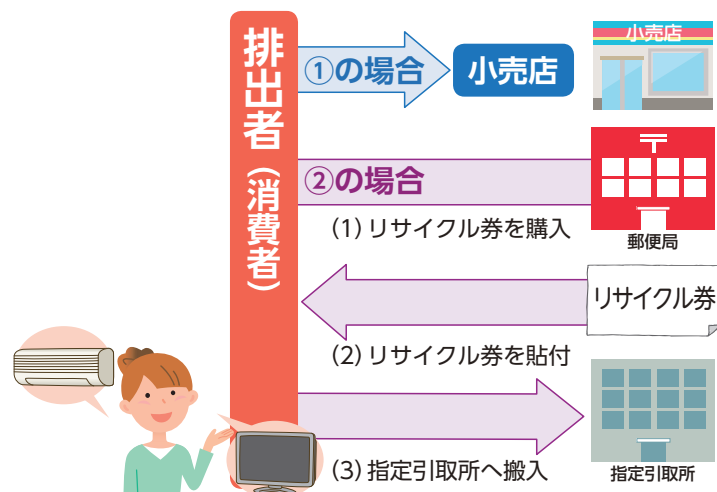 排出者（消費者）
①の場合
小売店
小売店
②の場合
(1) リサイクル券を購入
郵便局
リサイクル券
(2) リサイクル券を貼付
(3) 指定引取所へ搬入
指定引取所